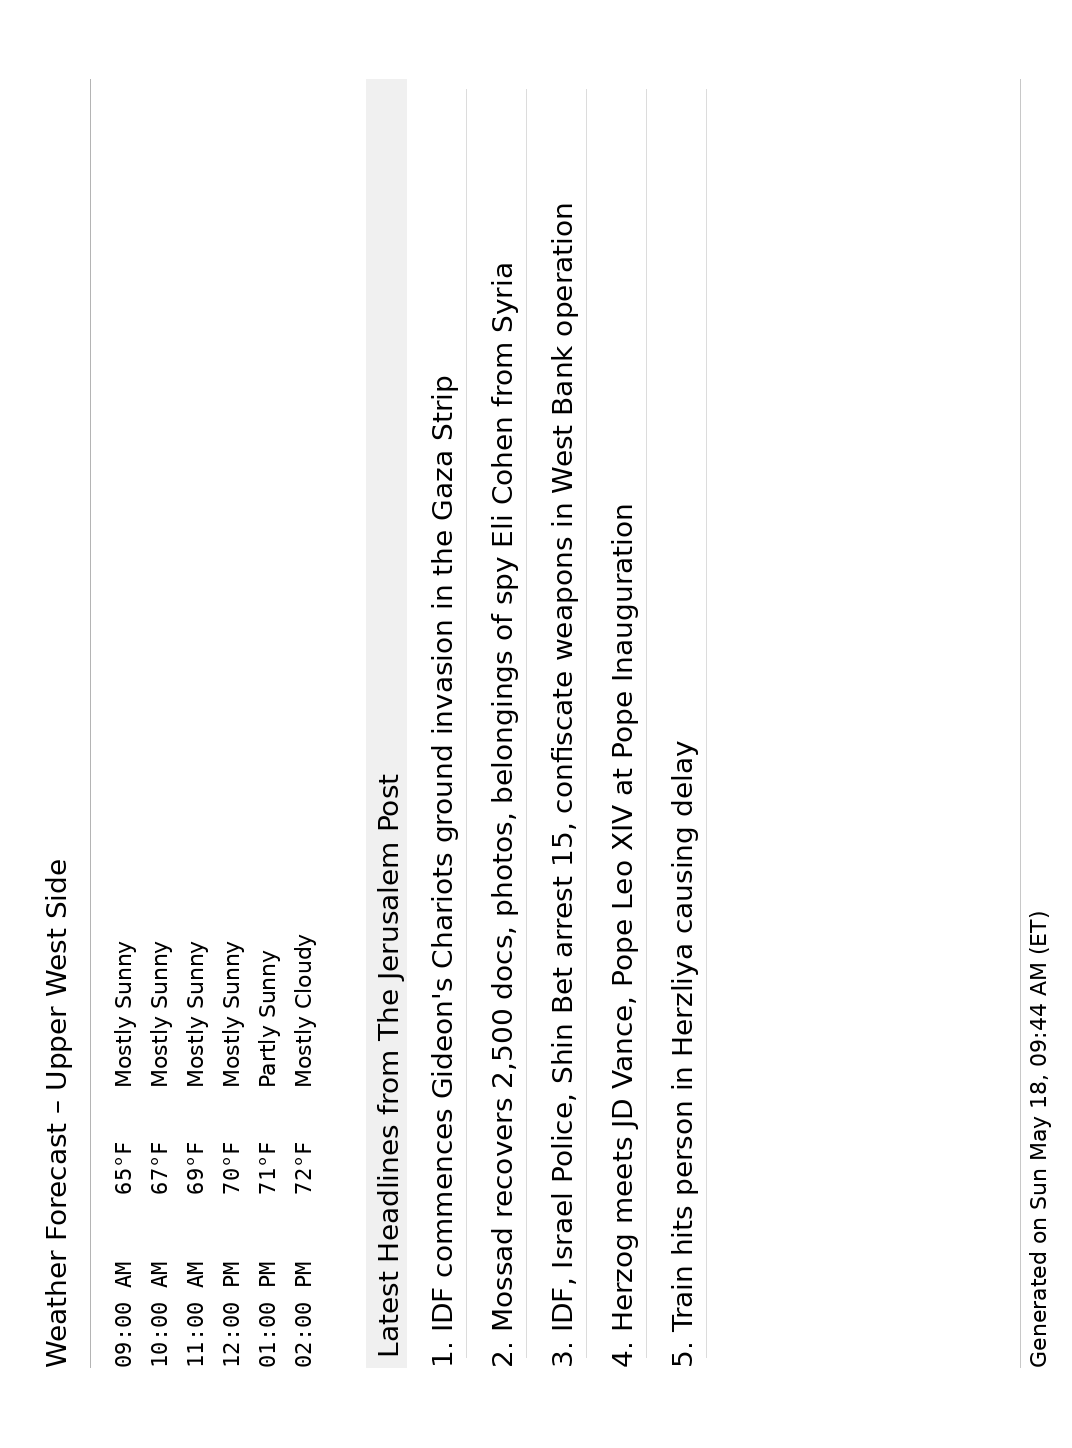 Weather Forecast – Upper West Side
09:00 AM 65°F Mostly Sunny
10:00 AM 67°F Mostly Sunny
11:00 AM 69°F Mostly Sunny
12:00 PM 70°F Mostly Sunny
01:00 PM 71°F Partly Sunny
02:00 PM 72°F Mostly Cloudy
Latest Headlines from The Jerusalem Post
1. IDF commences Gideon's Chariots ground invasion in the Gaza Strip
2. Mossad recovers 2,500 docs, photos, belongings of spy Eli Cohen from Syria
3. IDF, Israel Police, Shin Bet arrest 15, confiscate weapons in West Bank operation
4. Herzog meets JD Vance, Pope Leo XIV at Pope Inauguration
5. Train hits person in Herzliya causing delay
Generated on Sun May 18, 09:44 AM (ET)